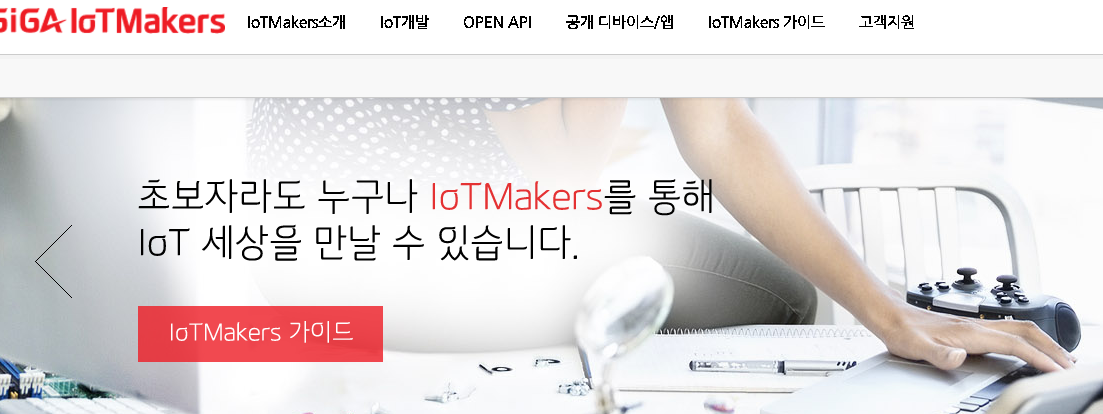 GiGA IoTMakers
IoTMakers소개 IoT개발 OPEN API 공개 디바이스/앱 IoTMakers 가이드 고객지원
초보자라도 누구나 IoTMakers를 통해
IoT 세상을 만날 수 있습니다.
IoTMakers 가이드